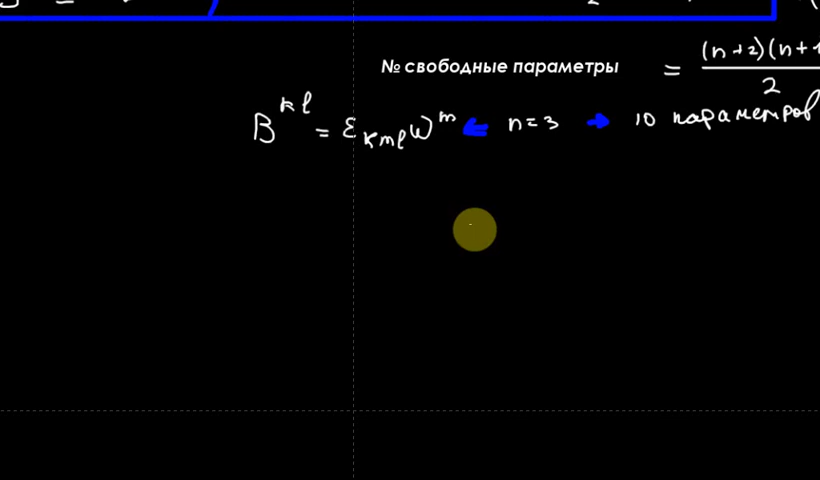 № свободные параметры = (n+2)(n+1
2
B^{kl} = ε_{kml} ω^m ← n=3 → 10 параметров